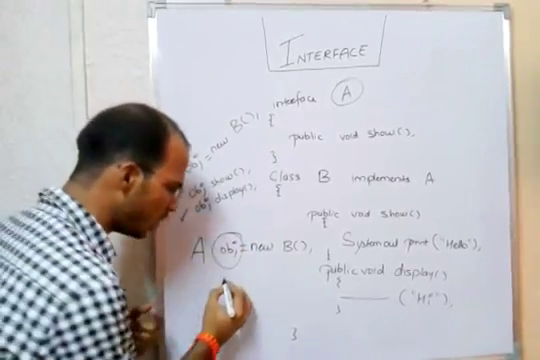 INTERFACE
interface A
{
public void show();
}
obj = new B();
obj show();
obj display();
Class B implements A
{
public void show()
{
System out print ("Hello");
}
public void display()
{
("Hi");
}
}
A obj = new B();